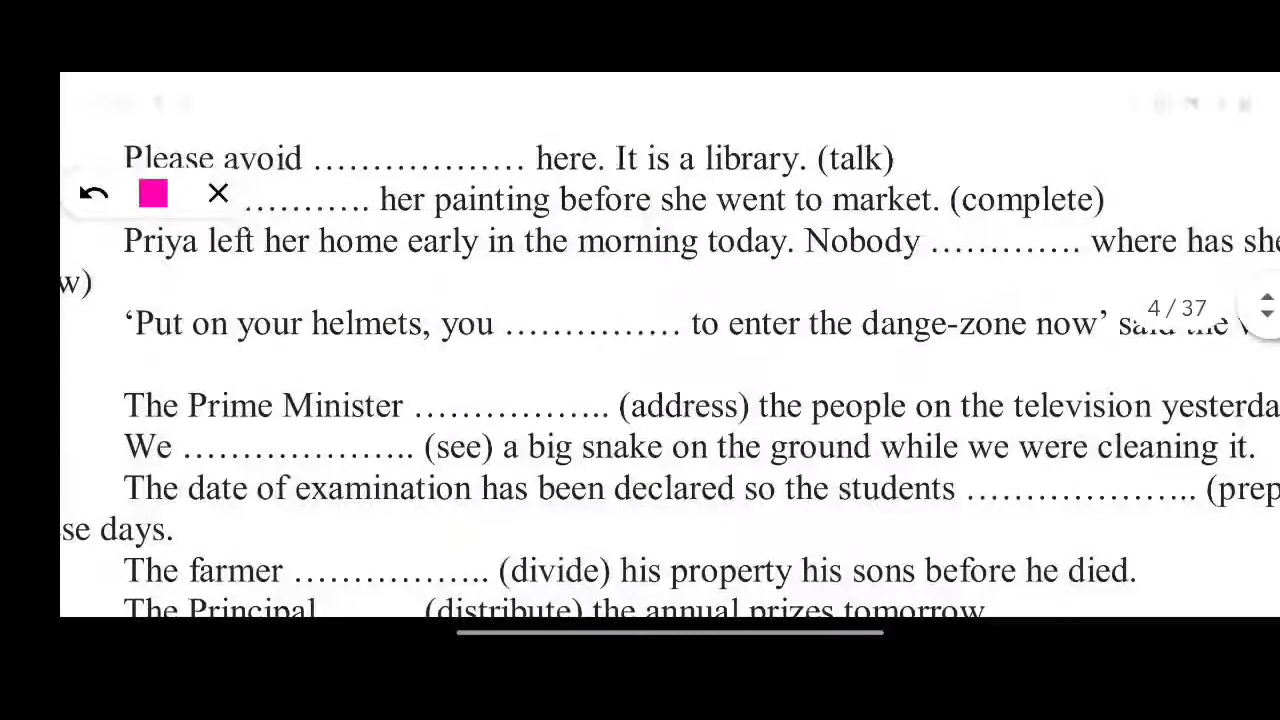 Please avoid .................. here. It is a library. (talk)
........... her painting before she went to market. (complete)
Priya left her home early in the morning today. Nobody ............. where has she
w)
‘Put on your helmets, you ............... to enter the dange-zone now’ said the
4 / 37
The Prime Minister ................. (address) the people on the television yesterda
We .................... (see) a big snake on the ground while we were cleaning it.
The date of examination has been declared so the students .................... (prep
se days.
The farmer ................. (divide) his property his sons before he died.
The Principal (distribute) the annual prizes tomorrow